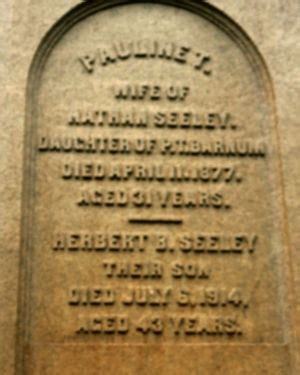 PAULINE T.
WIFE OF
NATHAN SEELEY.
DAUGHTER OF P.T. BARNUM
DIED APRIL 11. 1877.
AGED 31 YEARS.
HERBERT B. SEELEY
THEIR SON
DIED JULY 6, 1914,
AGED 43 YEARS.